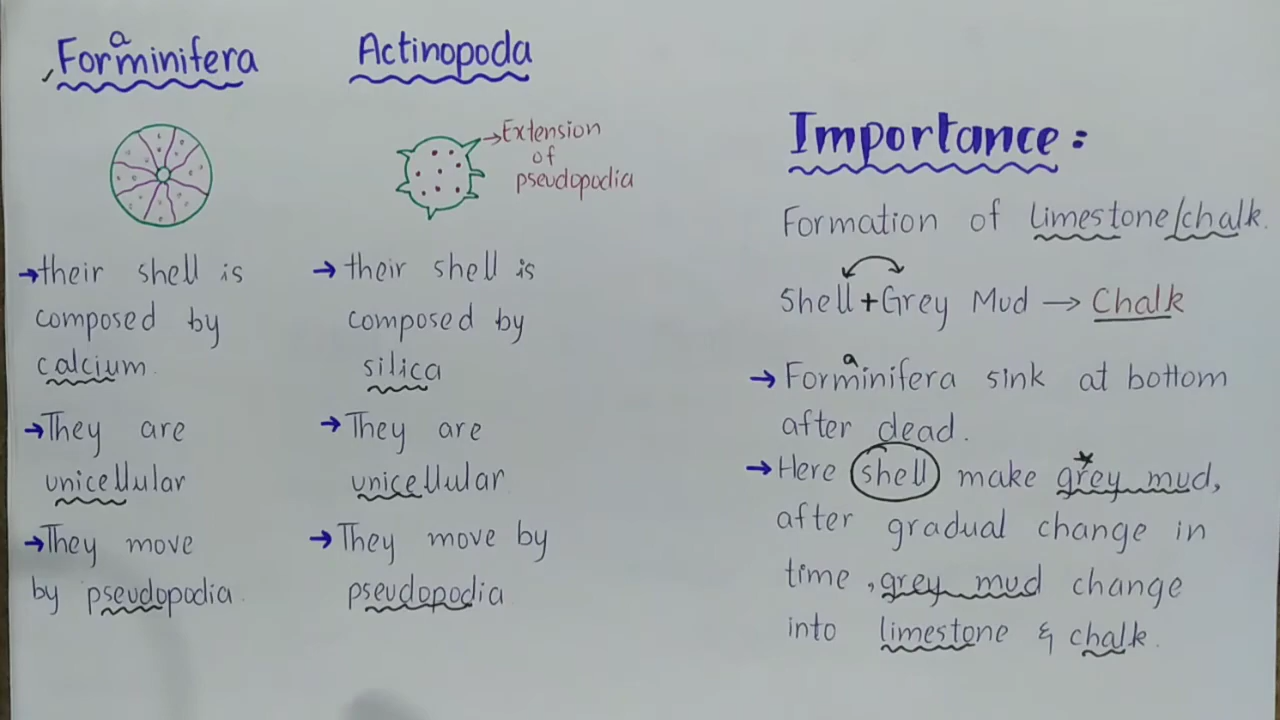 Foraminifera
their shell is
composed by
calcium.
They are
unicellular
They move
by pseudopodia.
Actinopoda
Extension
of
pseudopodia
their shell is
composed by
silica
They are
unicellular
They move by
pseudopodia
Importance:
Formation of limestone/chalk.
Shell+Grey Mud → Chalk
Foraminifera sink at bottom
after dead.
Here shell make grey mud,
after gradual change in
time, grey mud change
into limestone & chalk.